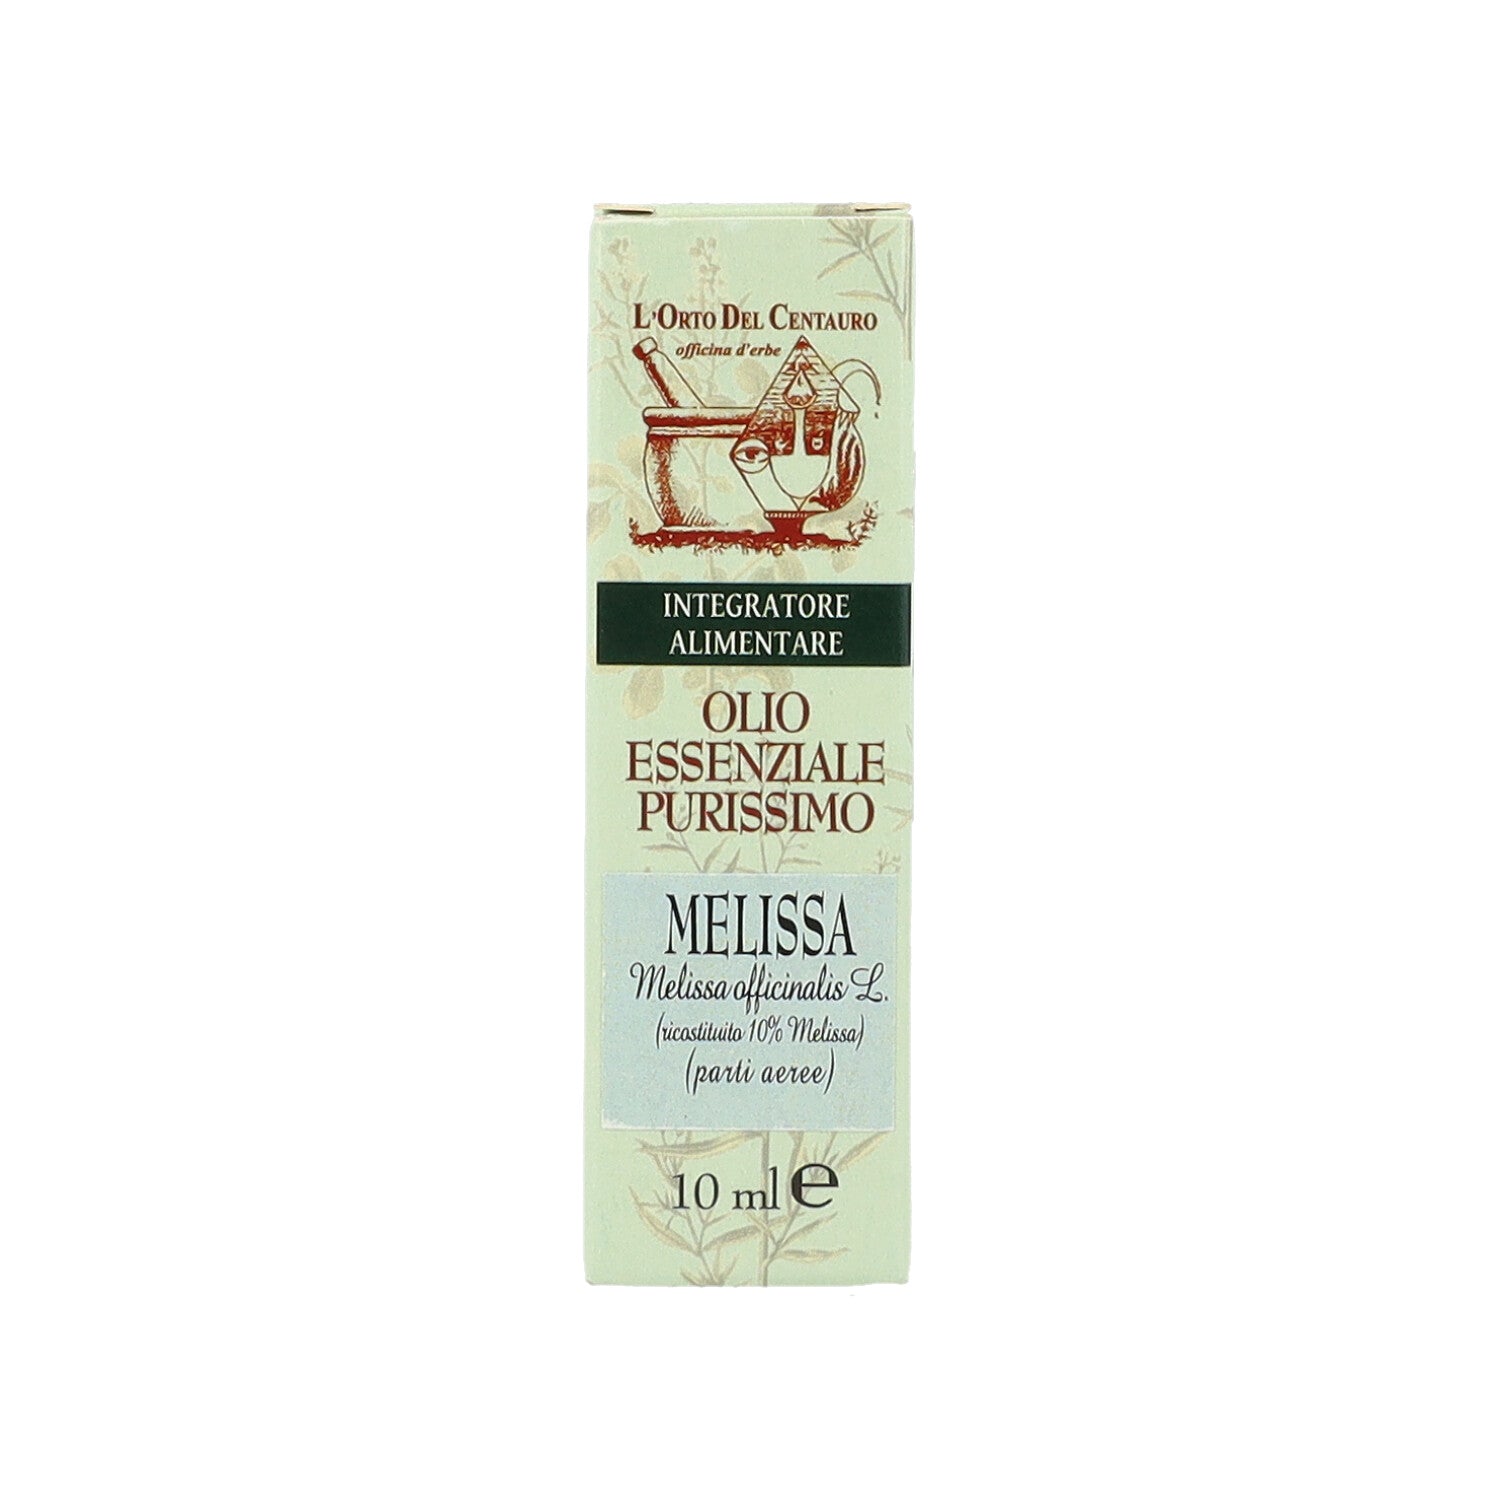 L'ORTO DEL CENTAURO
officina d'erbe
INTEGRATORE
ALIMENTARE
OLIO
ESSENZIALE
PURISSIMO
MELISSA
Melissa officinalis L.
(ricostituito 10% Melissa)
(parti aeree)
10 ml e